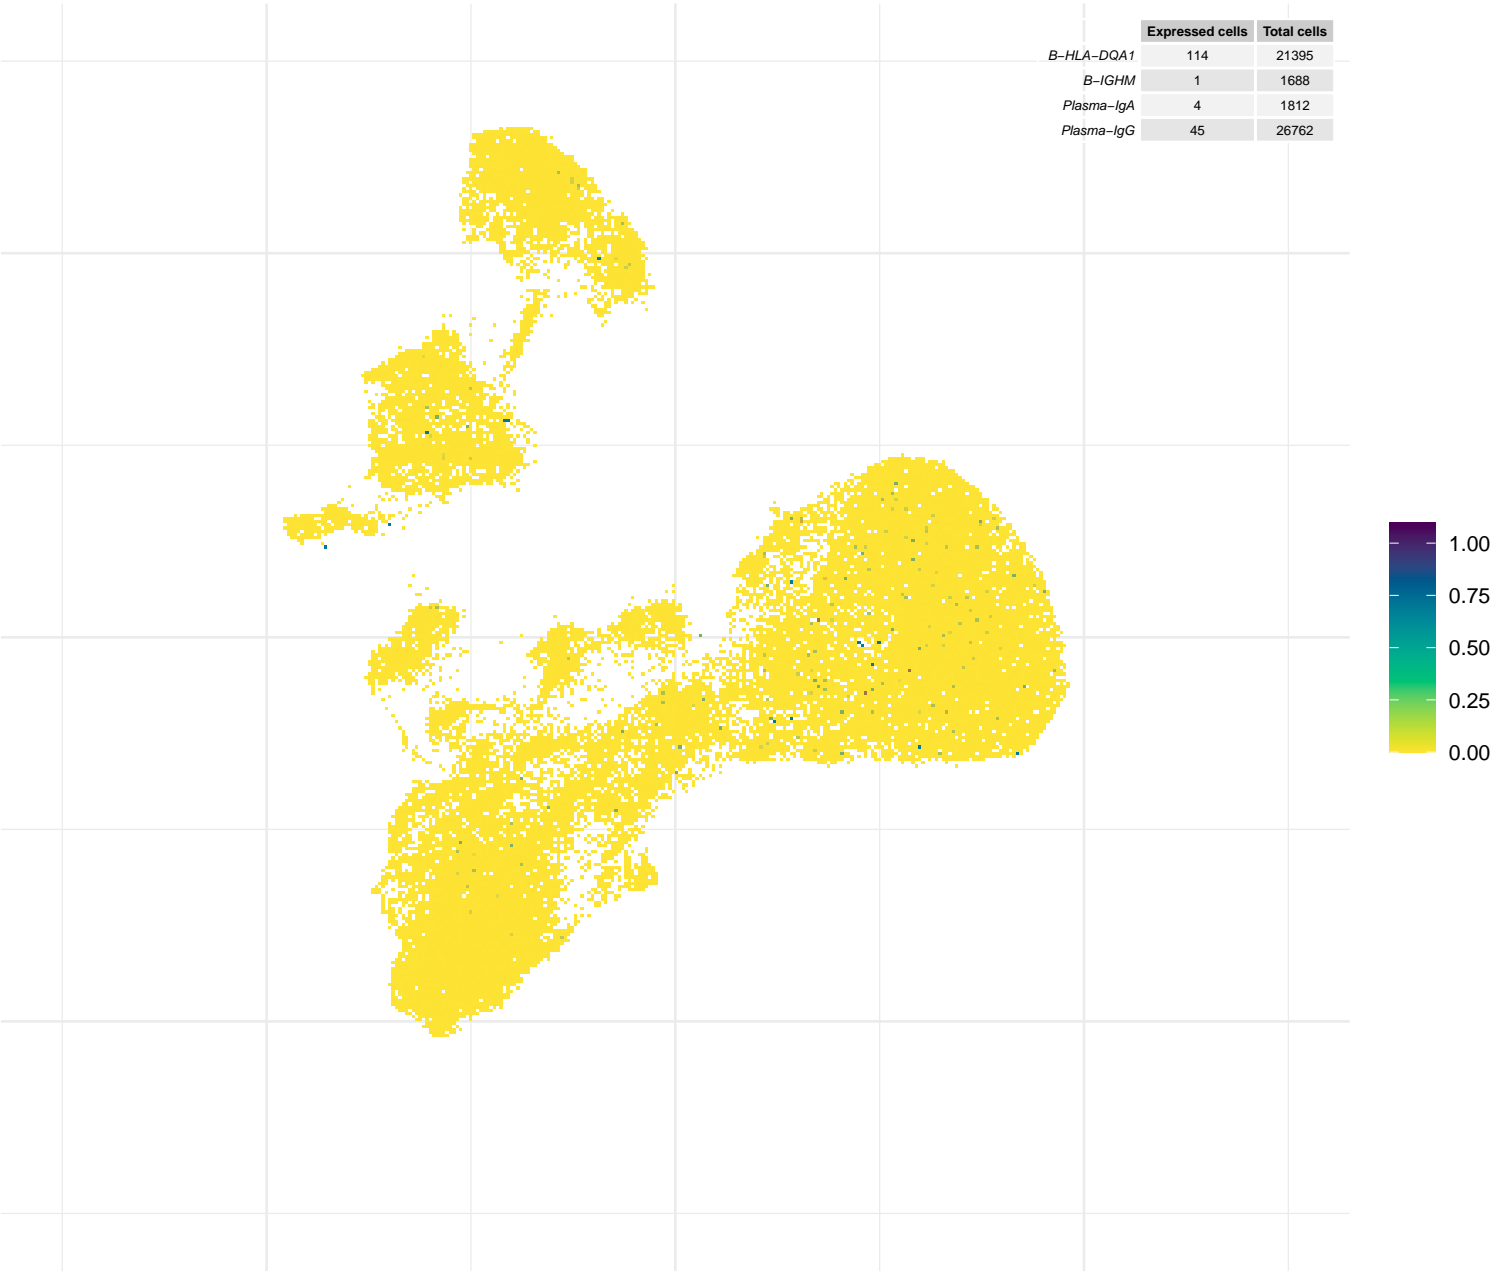 Expressed cells Total cells
B−HLA−DQA1 114 21395
B−IGHM 1 1688
Plasma−IgA 4 1812
Plasma−IgG 45 26762
1.00
0.75
0.50
0.25
0.00